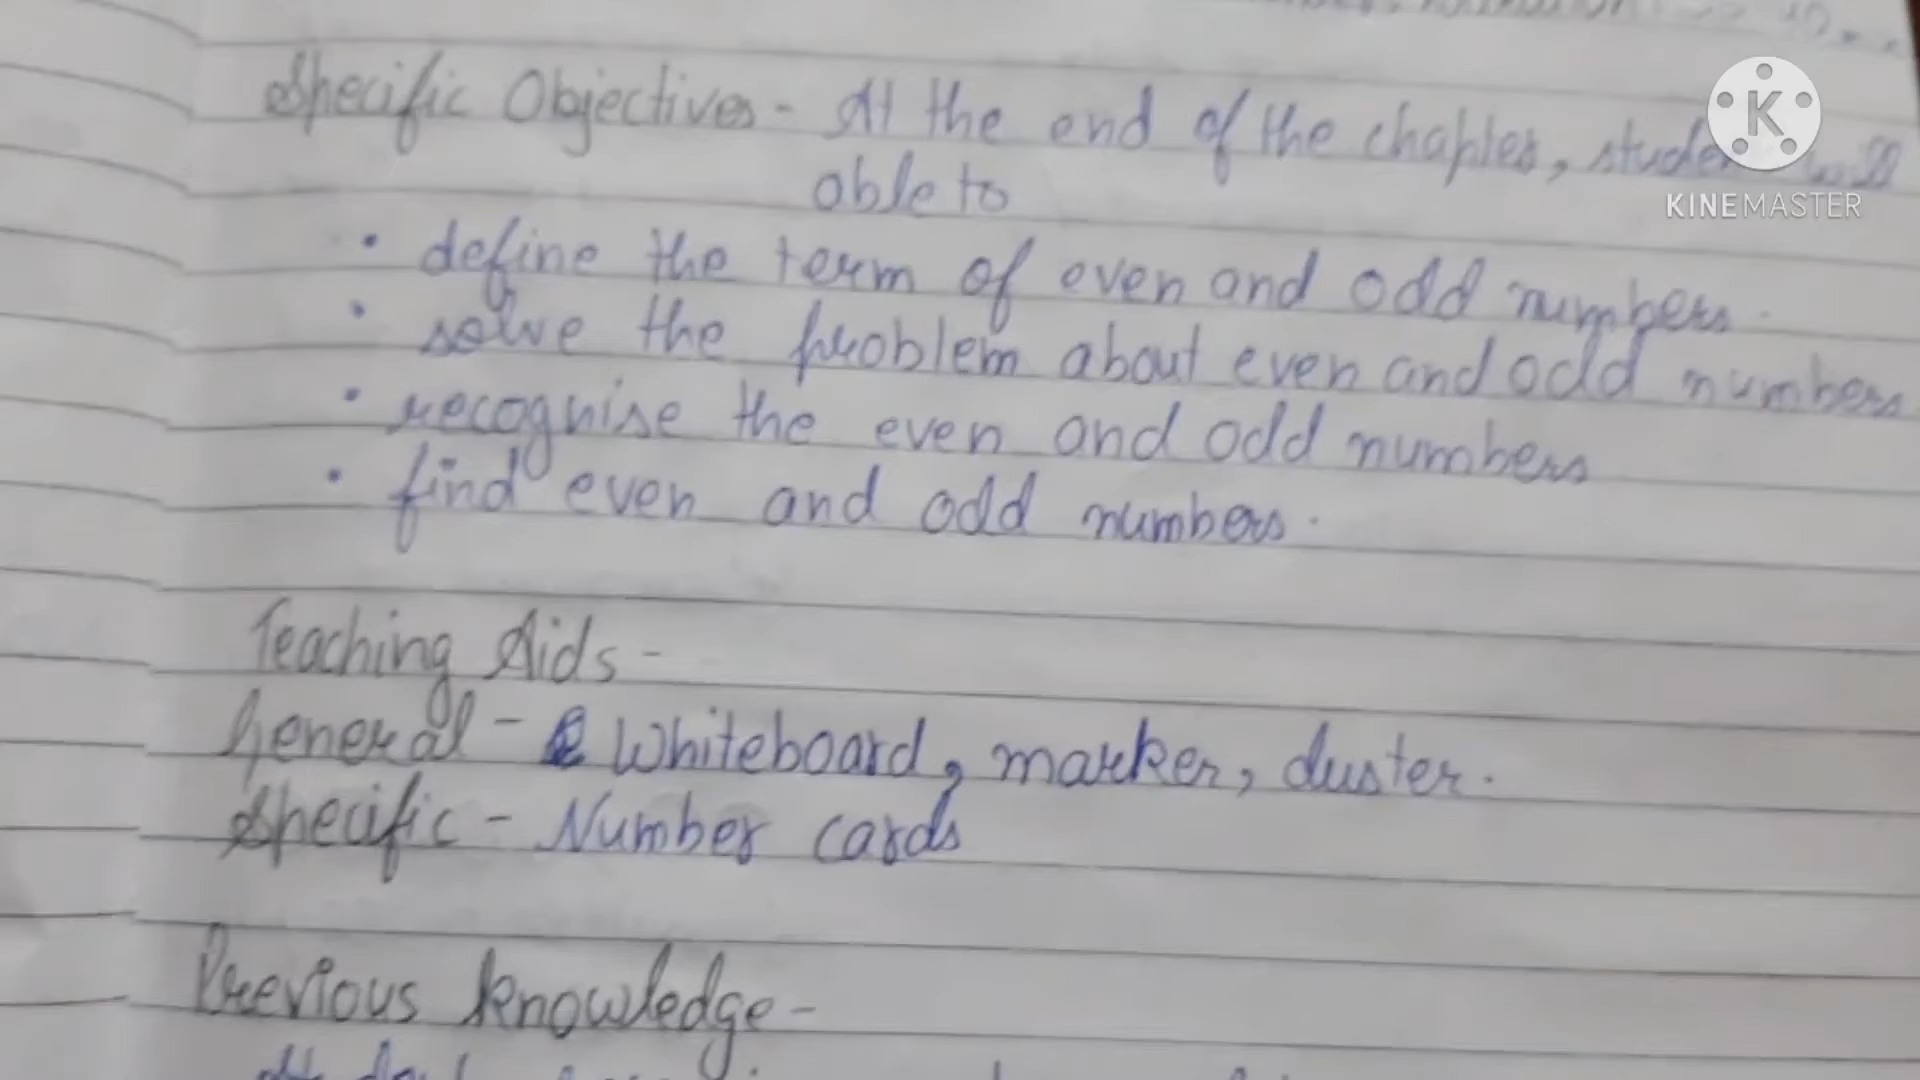 Specific Objectives - At the end of the chapter, student will
able to
• define the term of even and odd numbers.
• solve the problem about even and odd numbers
• recognise the even and odd numbers
• find even and odd numbers.
Teaching Aids -
General - Whiteboard, marker, duster.
Specific - Number cards
Previous knowledge -
K
KINEMASTER